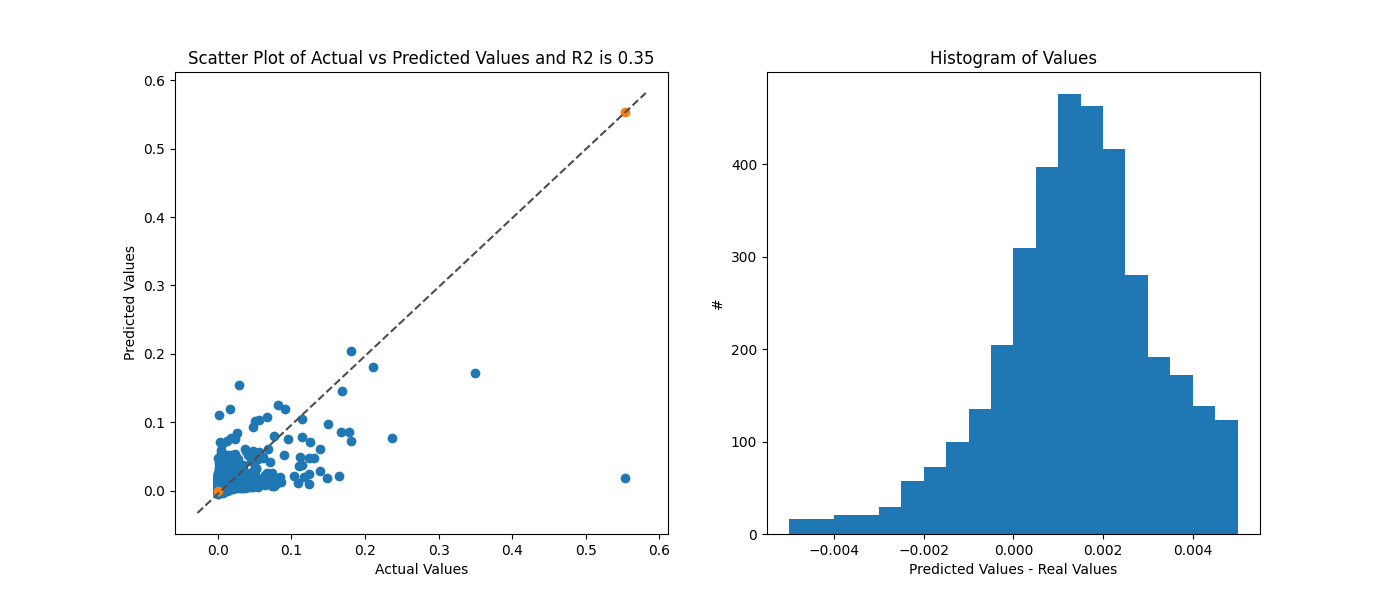 Scatter Plot of Actual vs Predicted Values and R2 is 0.35
0.6
0.5
0.4
0.3
0.2
0.1
0.0
Predicted Values
0.0 0.1 0.2 0.3 0.4 0.5 0.6
Actual Values
Histogram of Values
400
300
200
100
0
#
−0.004 −0.002 0.000 0.002 0.004
Predicted Values - Real Values